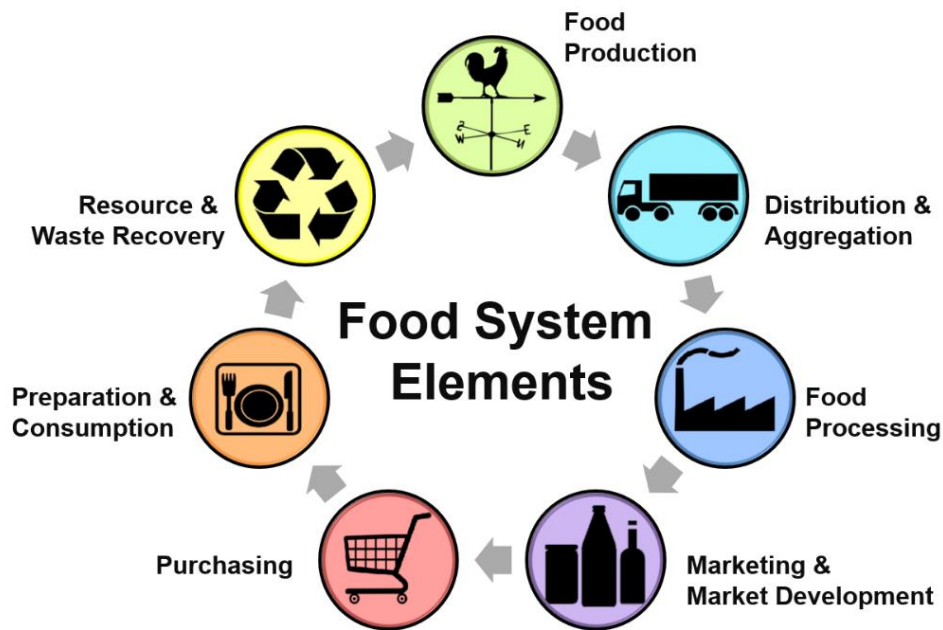 Food
Production
Distribution &
Aggregation
Food
Processing
Marketing &
Market Development
Purchasing
Preparation &
Consumption
Resource &
Waste Recovery
Food System
Elements
S
E
W
N